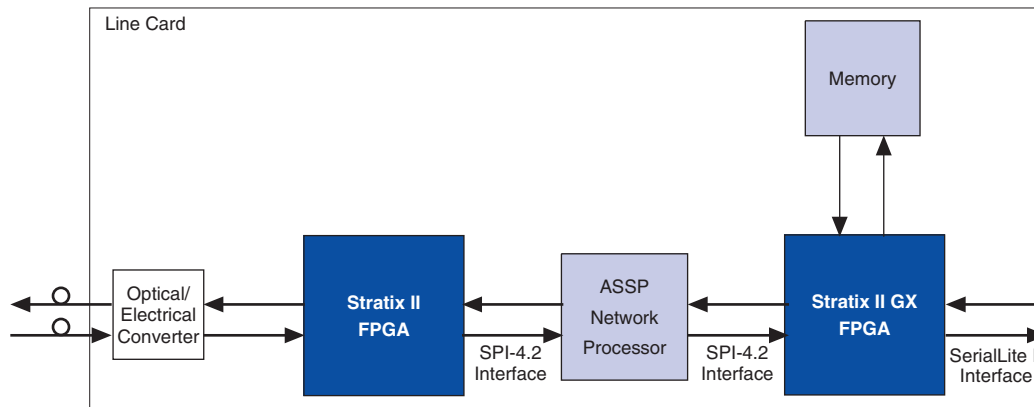 Line Card
Memory
Optical/
Electrical
Converter
Stratix II
FPGA
SPI-4.2
Interface
ASSP
Network
Processor
SPI-4.2
Interface
Stratix II GX
FPGA
SerialLite
Interface